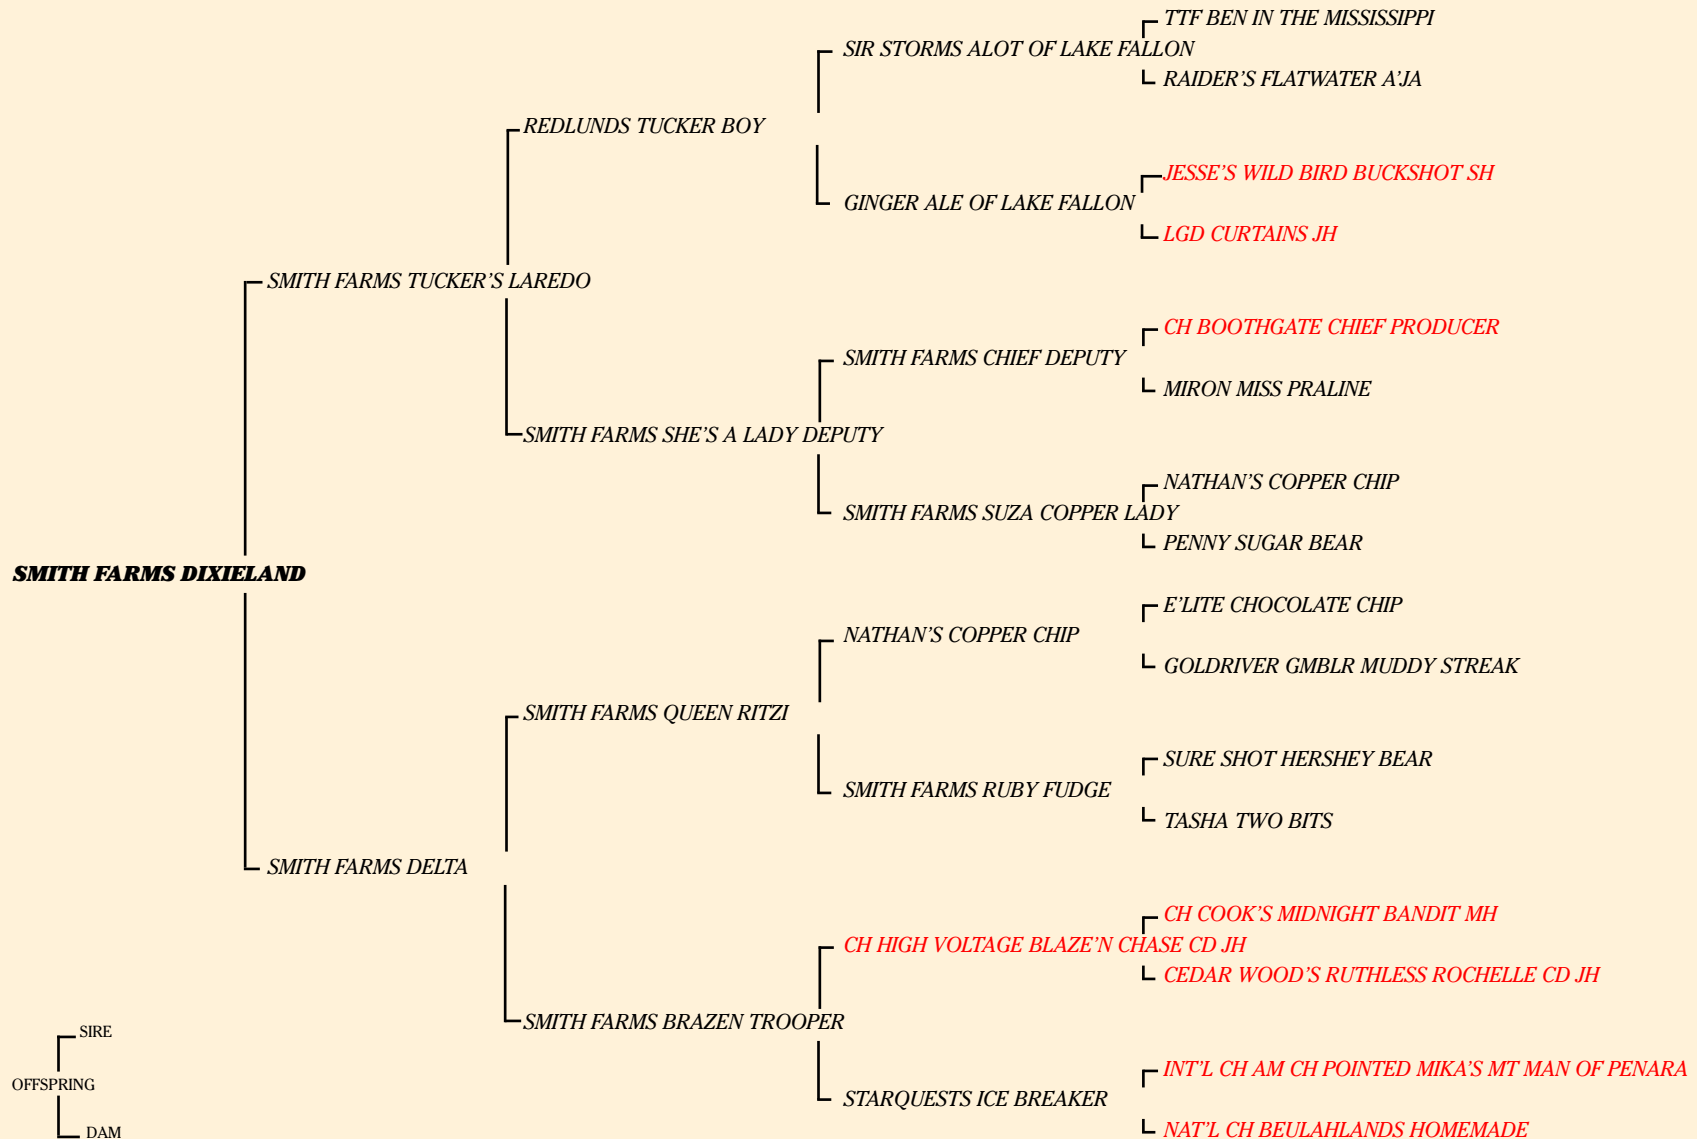 TTF BEN IN THE MISSISSIPPI
SIR STORMS ALOT OF LAKE FALLON
RAIDER'S FLATWATER A'JA
REDLUNDS TUCKER BOY
JESSE'S WILD BIRD BUCKSHOT SH
GINGER ALE OF LAKE FALLON
LGD CURTAINS JH
SMITH FARMS TUCKER'S LAREDO
CH BOOTHGATE CHIEF PRODUCER
SMITH FARMS CHIEF DEPUTY
MIRON MISS PRALINE
SMITH FARMS SHE'S A LADY DEPUTY
NATHAN'S COPPER CHIP
SMITH FARMS SUZA COPPER LADY
PENNY SUGAR BEAR
SMITH FARMS DIXIELAND
E'LITE CHOCOLATE CHIP
NATHAN'S COPPER CHIP
GOLDRIVER GMBLR MUDDY STREAK
SMITH FARMS QUEEN RITZI
SURE SHOT HERSHEY BEAR
SMITH FARMS RUBY FUDGE
TASHA TWO BITS
SMITH FARMS DELTA
CH COOK'S MIDNIGHT BANDIT MH
CH HIGH VOLTAGE BLAZE'N CHASE CD JH
CEDAR WOOD'S RUTHLESS ROCHELLE CD JH
SMITH FARMS BRAZEN TROOPER
INT'L CH AM CH POINTED MIKA'S MT MAN OF PENARA
STARQUESTS ICE BREAKER
NAT'L CH BEULAHLANDS HOMEMADE
SIRE
OFFSPRING
DAM